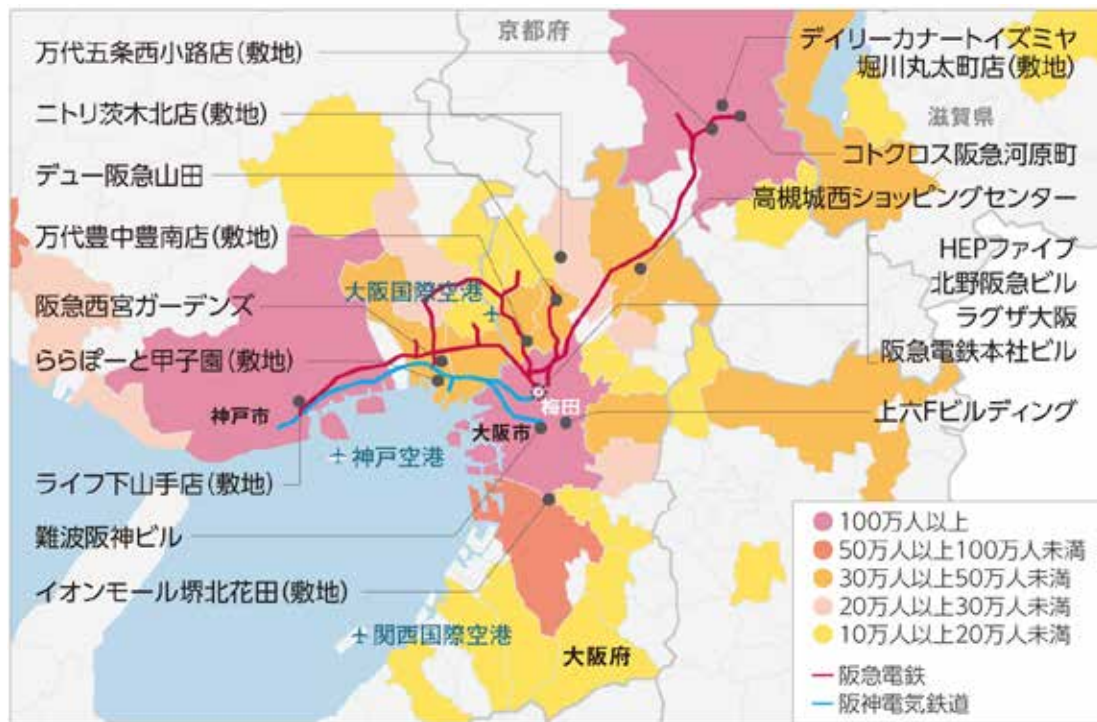 京都府
万代五条西小路店(敷地)
ニトリ茨木北店(敷地)
デュー阪急山田
万代豊中豊南店(敷地)
阪急西宮ガーデンズ
ららぽーと甲子園(敷地)
神戸市
ライフ下山手店(敷地)
難波阪神ビル
イオンモール堺北花田(敷地)
大阪国際空港
神戸空港
関西国際空港
梅田
大阪市
大阪府
デイリーカナートイズミヤ
堀川丸太町店(敷地)
滋賀県
コトクロス阪急河原町
高槻城西ショッピングセンター
HEPファイブ
北野阪急ビル
ラグザ大阪
阪急電鉄本社ビル
上六Fビルディング
100万人以上
50万人以上100万人未満
30万人以上50万人未満
20万人以上30万人未満
10万人以上20万人未満
阪急電鉄
阪神電気鉄道